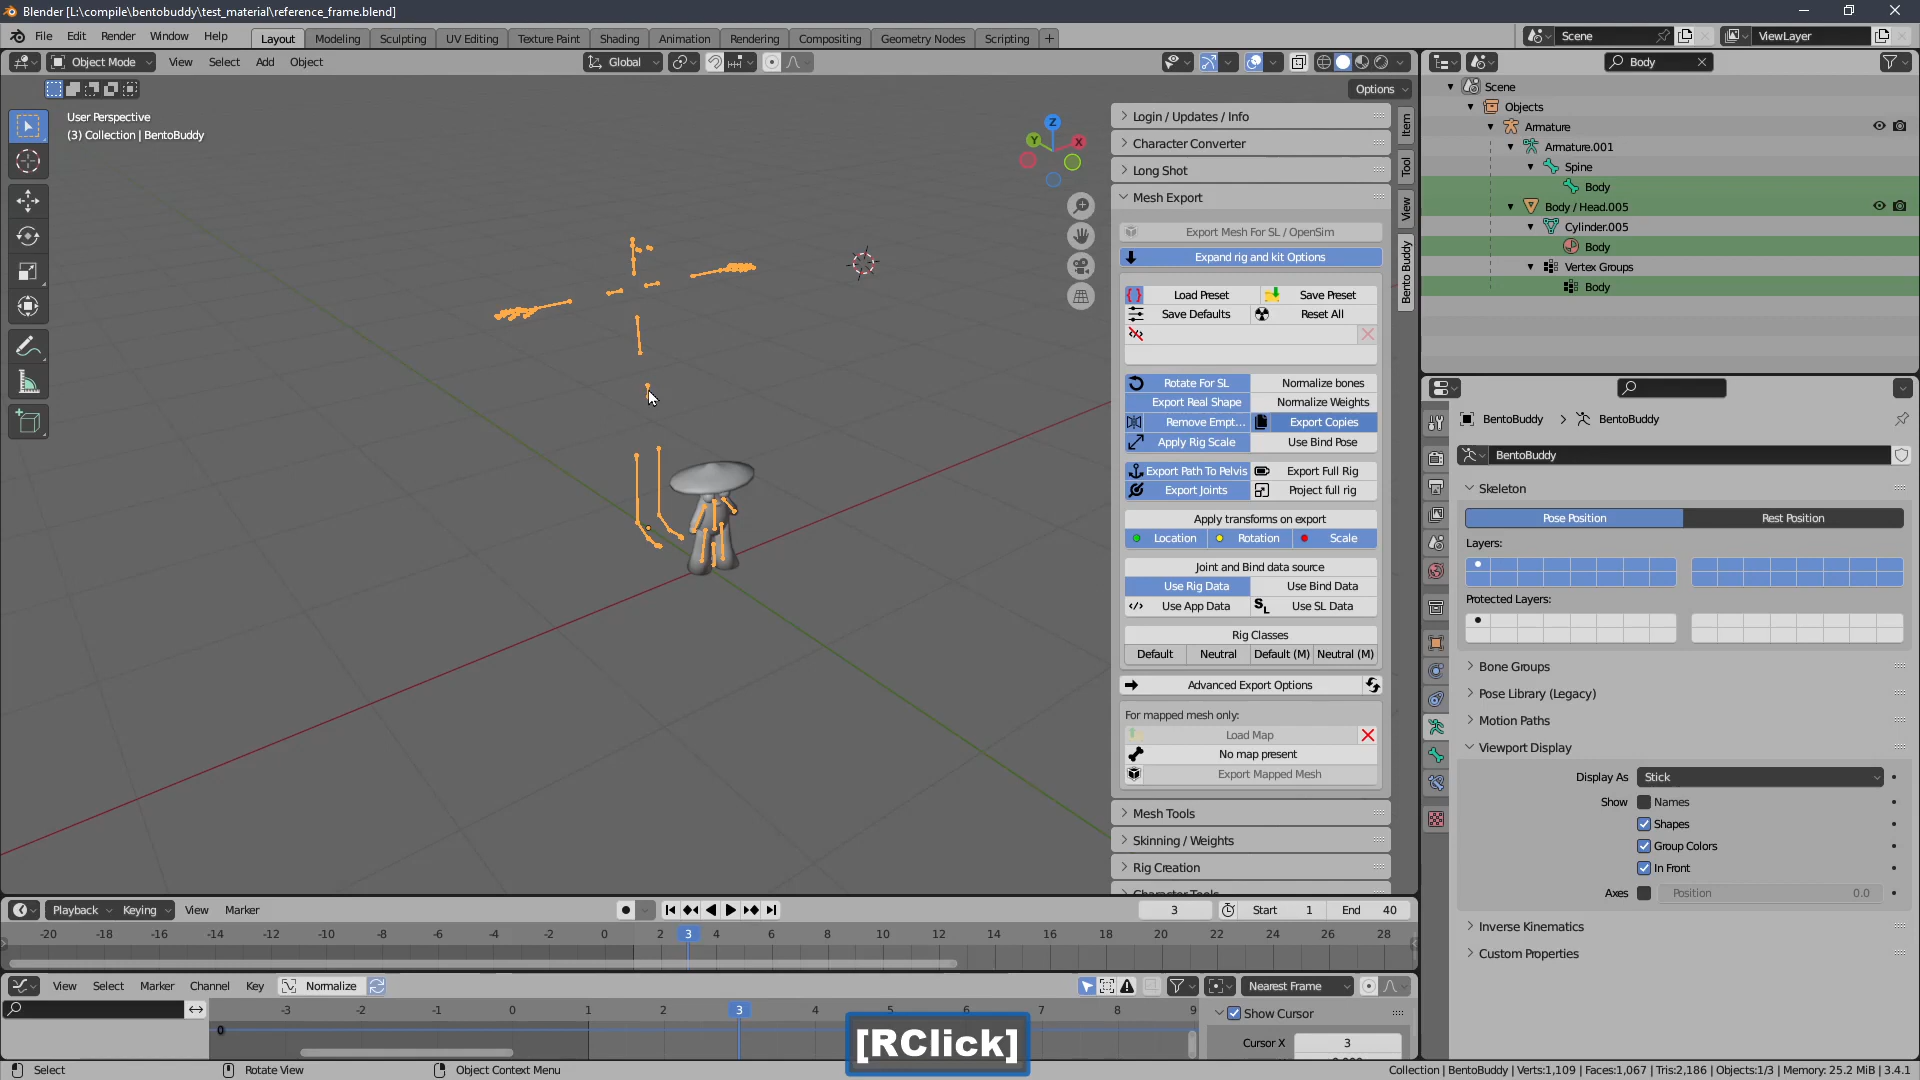 Blender [L:\compile\bentobuddy\test_material\reference_frame.blend]
File Edit Render Window Help Layout Modeling Sculpting UV Editing Texture Paint Shading Animation Rendering Compositing Geometry Nodes Scripting + Scene ViewLayer
Object Mode View Select Add Object Global Body
Options
User Perspective
(3) Collection | BentoBuddy
Z
Y
X
Login / Updates / Info
Character Converter
Long Shot
Mesh Export
Export Mesh For SL / OpenSim
Expand rig and kit Options
Load Preset Save Preset
Save Defaults Reset All
Rotate For SL Normalize bones
Export Real Shape Normalize Weights
Remove Empt... Export Copies
Apply Rig Scale Use Bind Pose
Export Path To Pelvis Export Full Rig
Export Joints Project full rig
Apply transforms on export
Location Rotation Scale
Joint and Bind data source
Use Rig Data Use Bind Data
Use App Data SL Use SL Data
Rig Classes
Default Neutral Default (M) Neutral (M)
Advanced Export Options
For mapped mesh only:
Load Map
No map present
Export Mapped Mesh
Mesh Tools
Skinning / Weights
Rig Creation
Character Tools
Item
Tool
View
Bento Buddy
Scene
Objects
Armature
Armature.001
Spine
Body
Body / Head.005
Cylinder.005
Body
Vertex Groups
Body
BentoBuddy > BentoBuddy
BentoBuddy
Skeleton
Pose Position Rest Position
Layers:
Protected Layers:
Bone Groups
Pose Library (Legacy)
Motion Paths
Viewport Display
Display As Stick
Show Names
Shapes
Group Colors
In Front
Axes Position 0.0
Inverse Kinematics
Custom Properties
Playback Keying View Marker 3 Start 1 End 40
-20 -18 -16 -14 -12 -10 -8 -6 -4 -2 0 2 3 4 6 8 10 12 14 16 18 20 22 24 26 28
View Select Marker Channel Key Normalize Nearest Frame
-3 -2 -1 0 1 2 3 4 5 6 7 8 9
0
Show Cursor
Cursor X 3
[RClick]
Select Rotate View Object Context Menu Collection | BentoBuddy | Verts:1,109 | Faces:1,067 | Tris:2,186 | Objects:1/3 | Memory: 25.2 MiB | 3.4.1